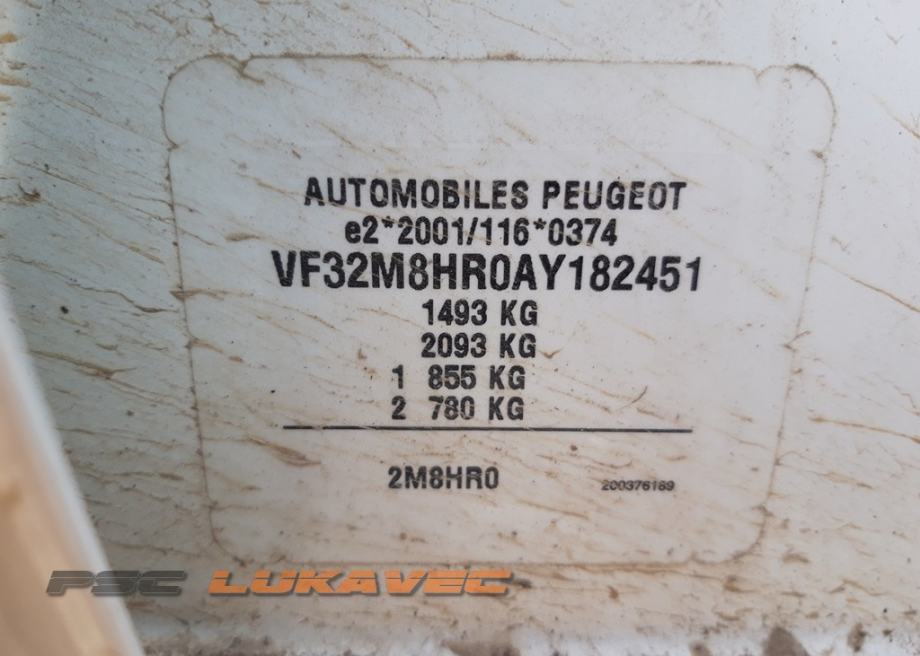 AUTOMOBILES PEUGEOT
e2*2001/116*0374
VF32M8HR0AY182451
1493 KG
2093 KG
1 855 KG
2 780 KG
2M8HR0
200376189
PSC LUKAVEC